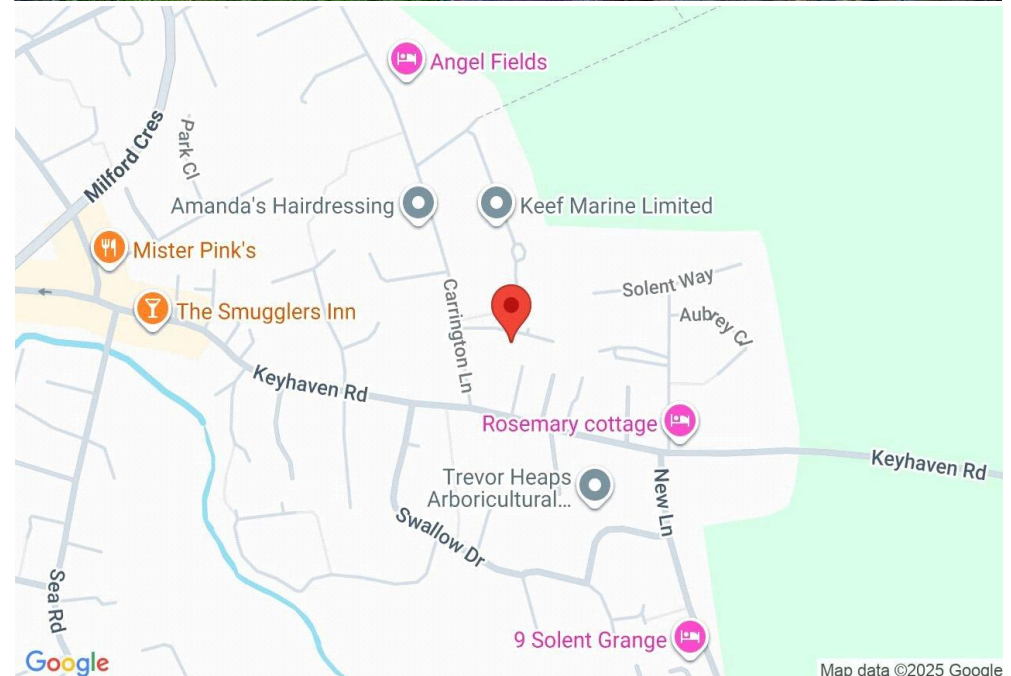 Angel Fields
Milford Cres
Park Cl
Amanda's Hairdressing
Keef Marine Limited
Mister Pink's
Solent Way
The Smugglers Inn
Carrington Ln
Aubrey Cl
Keyhaven Rd
Rosemary cottage
Keyhaven Rd
Trevor Heaps
Arboricultural...
New Ln
Swallow Dr
Sea Rd
9 Solent Grange
Google
Map data ©2025 Google